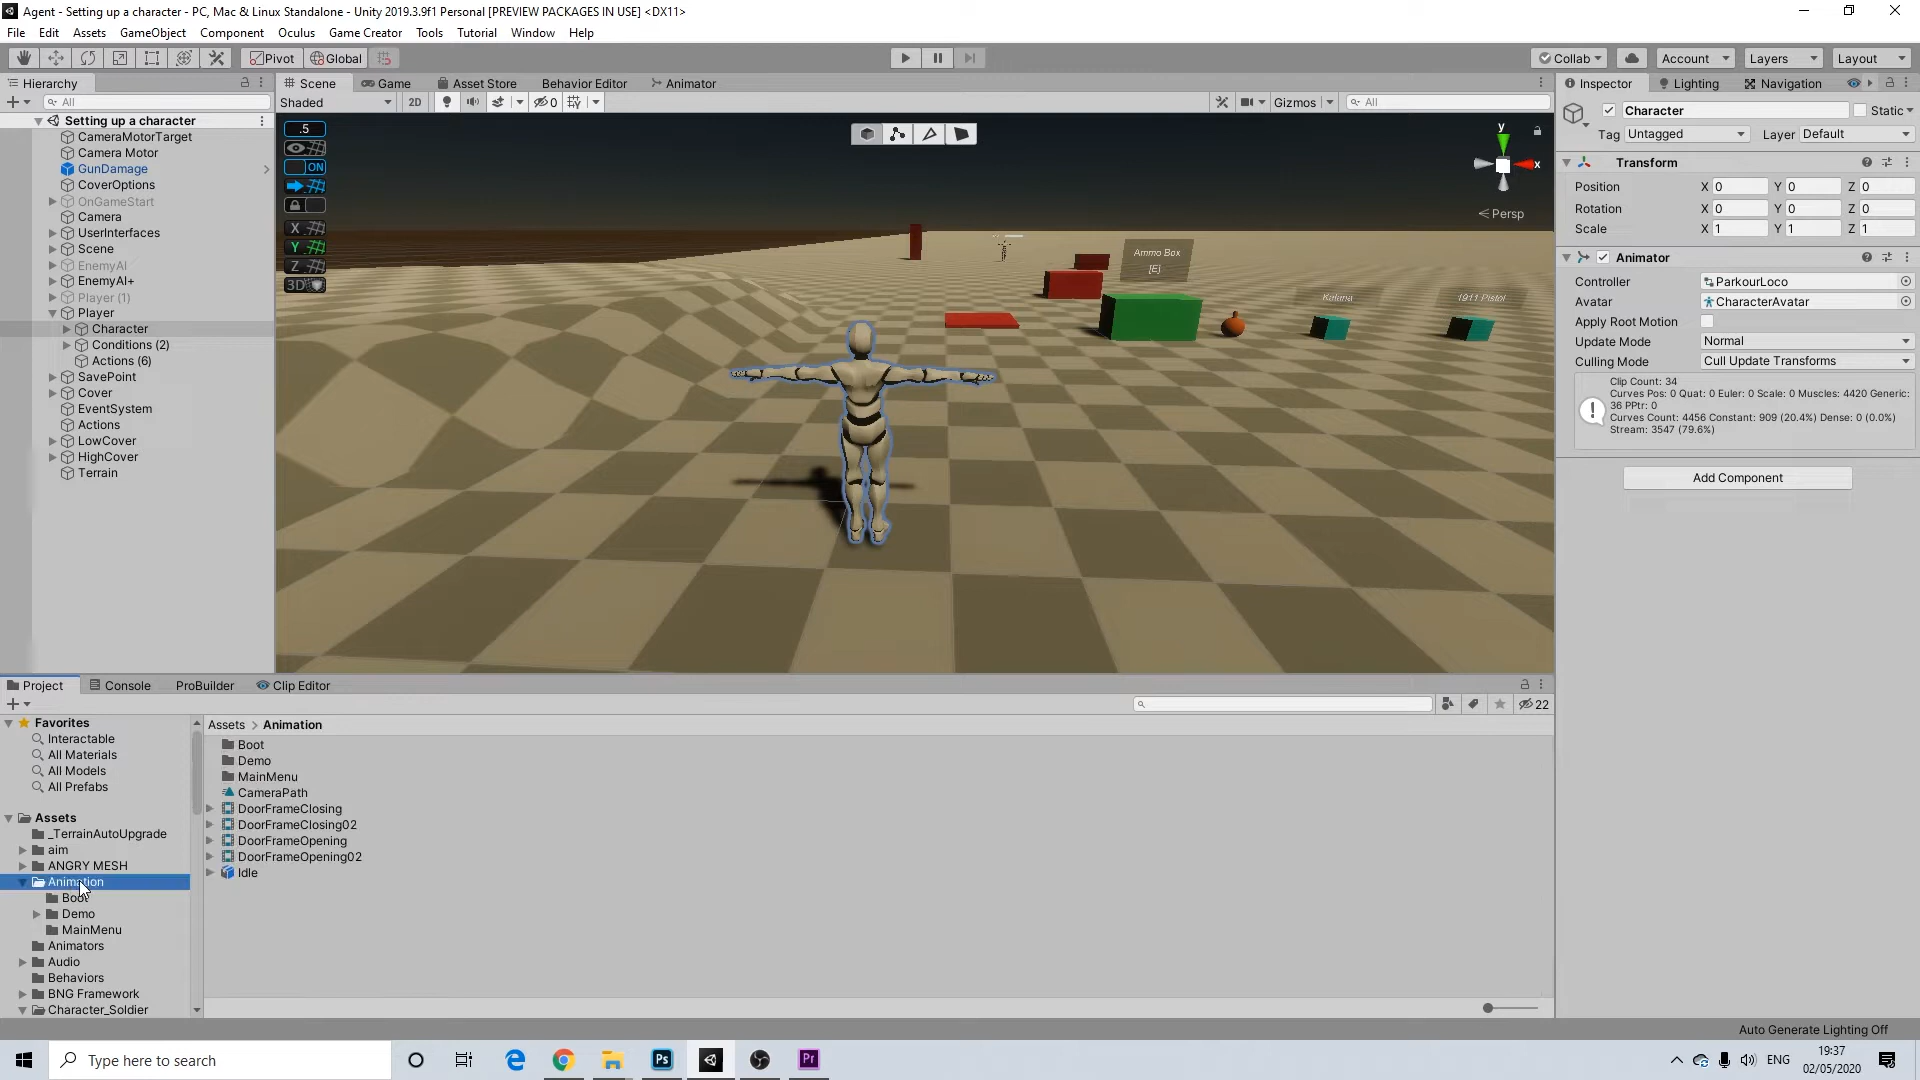 Agent - Setting up a character - PC, Mac & Linux Standalone - Unity 2019.3.9f1 Personal [PREVIEW PACKAGES IN USE] <DX11>
File Edit Assets GameObject Component Oculus Game Creator Tools Tutorial Window Help
Pivot Global Collab Account Layers Layout
Hierarchy
All
Setting up a character
CameraMotorTarget
Camera Motor
GunDamage
CoverOptions
OnGameStart
Camera
UserInterfaces
Scene
EnemyAI
EnemyAI+
Player (1)
Player
Character
Conditions (2)
Actions (6)
SavePoint
Cover
EventSystem
Actions
LowCover
HighCover
Terrain
Scene Game Asset Store Behavior Editor Animator
Shaded 2D 0 Gizmos All
.5
ON
X
Y
Z
3D
y
x
Persp
Ammo Box
[E]
Katana
1911 Pistol
Inspector Lighting Navigation
Character Static
Tag Untagged Layer Default
Transform
Position X 0 Y 0 Z 0
Rotation X 0 Y 0 Z 0
Scale X 1 Y 1 Z 1
Animator
Controller ParkourLoco
Avatar CharacterAvatar
Apply Root Motion
Update Mode Normal
Culling Mode Cull Update Transforms
Clip Count: 34
Curves Pos: 0 Quat: 0 Euler: 0 Scale: 0 Muscles: 4420 Generic:
36 PPtr: 0
Curves Count: 4456 Constant: 909 (20.4%) Dense: 0 (0.0%)
Stream: 3547 (79.6%)
Add Component
Project Console ProBuilder Clip Editor
22
Favorites
Interactable
All Materials
All Models
All Prefabs
Assets
_TerrainAutoUpgrade
aim
ANGRY MESH
Animation
Boot
Demo
MainMenu
Animators
Audio
Behaviors
BNG Framework
Character_Soldier
Assets > Animation
Boot
Demo
MainMenu
CameraPath
DoorFrameClosing
DoorFrameClosing02
DoorFrameOpening
DoorFrameOpening02
Idle
Auto Generate Lighting Off
Type here to search
Ps
Pr
ENG
19:37
02/05/2020